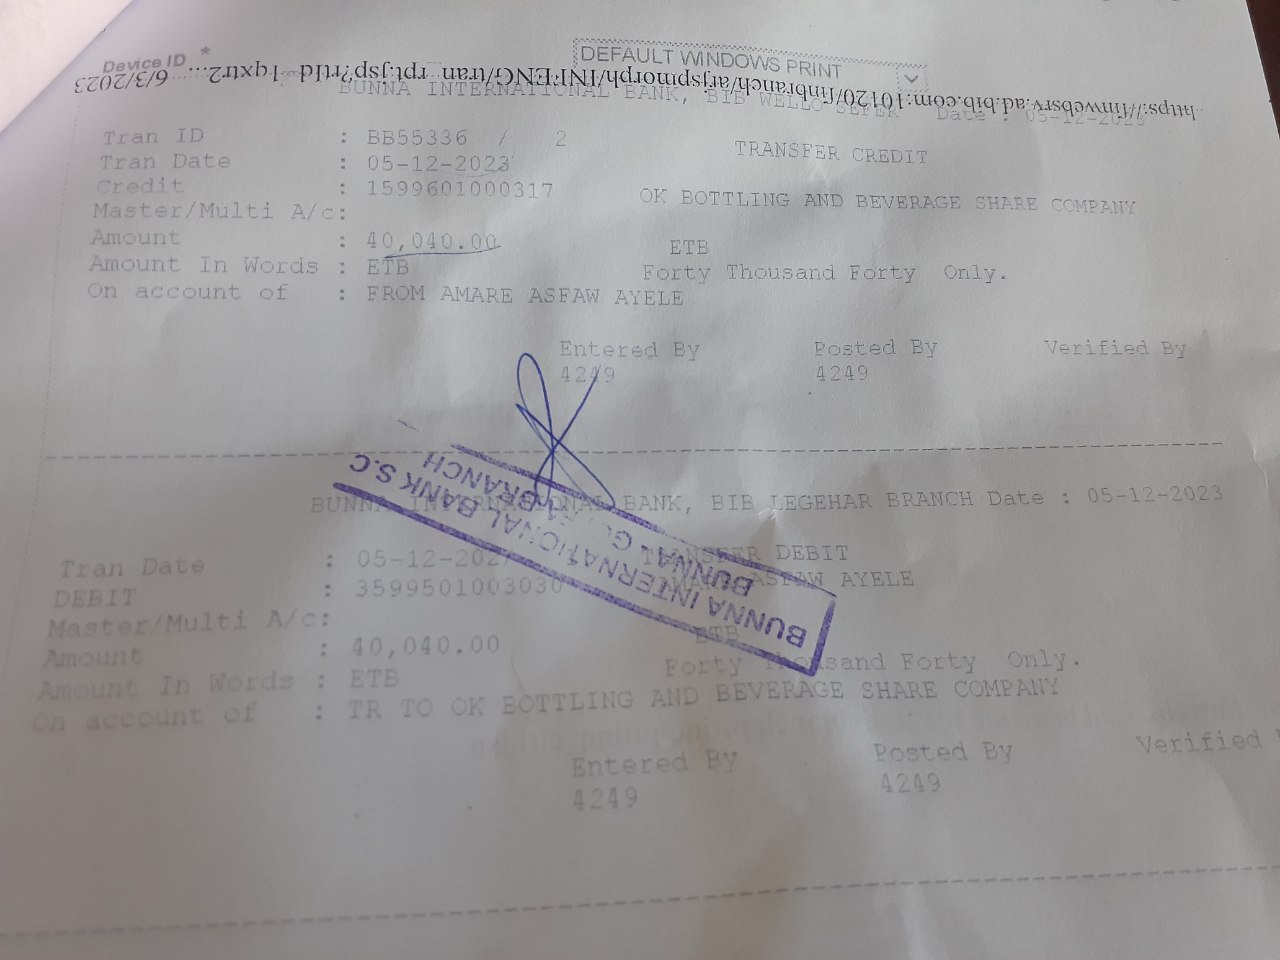 Device ID *
DEFAULT WINDOWS PRINT
https://finwebsrv.ad.bib.com:10120/finbranch/arjspmorph/INFENG/tran_rpt.jsp?rtId=1qxtr2... 6/3/2023
BUNNA INTERNATIONAL BANK, BIB WELLO SEFER Date : 05-12-2023
Tran ID : BB55336 / 2
TRANSFER CREDIT
Tran Date : 05-12-2023
Credit : 1599601000317 OK BOTTLING AND BEVERAGE SHARE COMPANY
Master/Multi A/c:
Amount : 40,040.00 ETB
Amount In Words : ETB Forty Thousand Forty Only.
On account of : FROM AMARE ASFAW AYELE
Entered By Posted By Verified By
4249 4249
BUNNA INTERNATIONAL BANK, BIB LEGEHAR BRANCH Date : 05-12-2023
BUNNA INTERNATIONAL BANK S.C
BUNNA - BRANCH
TRANSFER DEBIT
Tran Date : 05-12-202
DEBIT : 3599501003030 ASFAW AYELE
Master/Multi A/c:
Amount : 40,040.00 ETB
Amount In Words : ETB Forty Thousand Forty Only.
On account of : TR TO OK BOTTLING AND BEVERAGE SHARE COMPANY
Entered By Posted By Verified
4249 4249